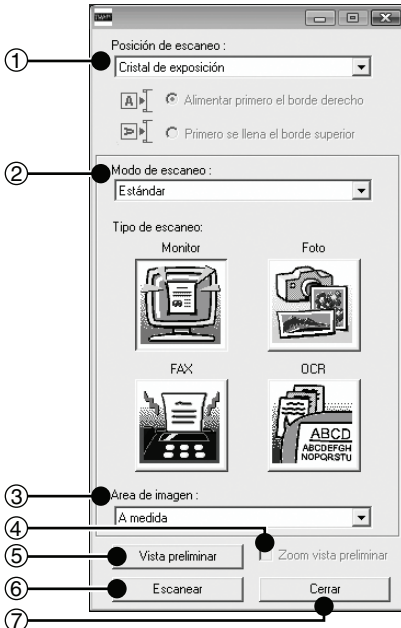 ① Posición de escaneo :
Cristal de exposición
Alimentar primero el borde derecho
Primero se llena el borde superior
② Modo de escaneo :
Estándar
Tipo de escaneo:
Monitor Foto
FAX OCR
ABCD
ABCDEFGH
NOPQRSTU
③ Area de imagen :
A medida
④ Zoom vista preliminar
⑤ Vista preliminar
⑥ Escanear
⑦ Cerrar